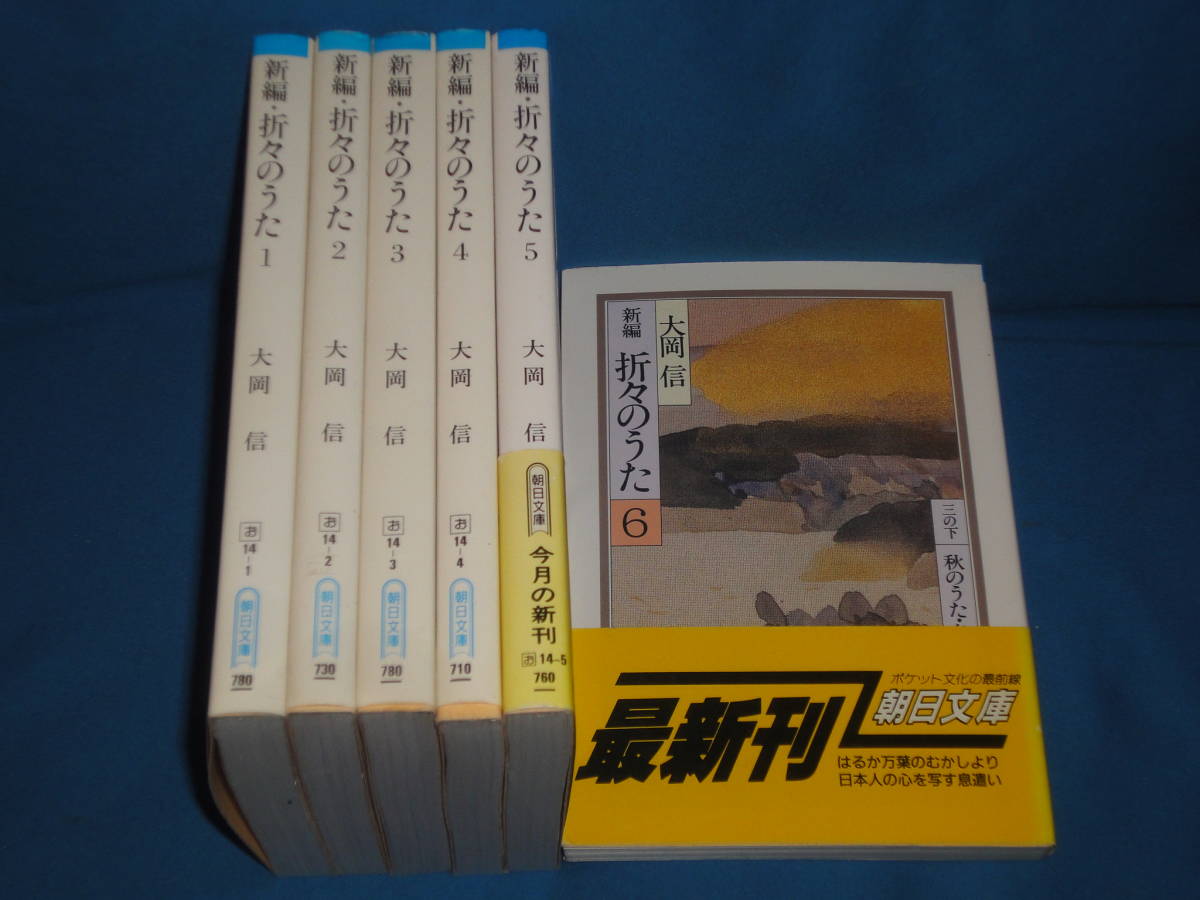 新編・折々のうた 1
大岡 信
お
14-1
朝日文庫
780
新編・折々のうた 2
大岡 信
お
14-2
朝日文庫
730
新編・折々のうた 3
大岡 信
お
14-3
朝日文庫
780
新編・折々のうた 4
大岡 信
お
14-4
朝日文庫
710
新編・折々のうた 5
大岡 信
朝日文庫
今月の新刊
お 14-5
760
大岡 信
新編 折々のうた
6
三の下 秋のうた
ポケット文化の最前線
朝日文庫
最新刊
はるか万葉のむかしより
日本人の心を写す息遣い